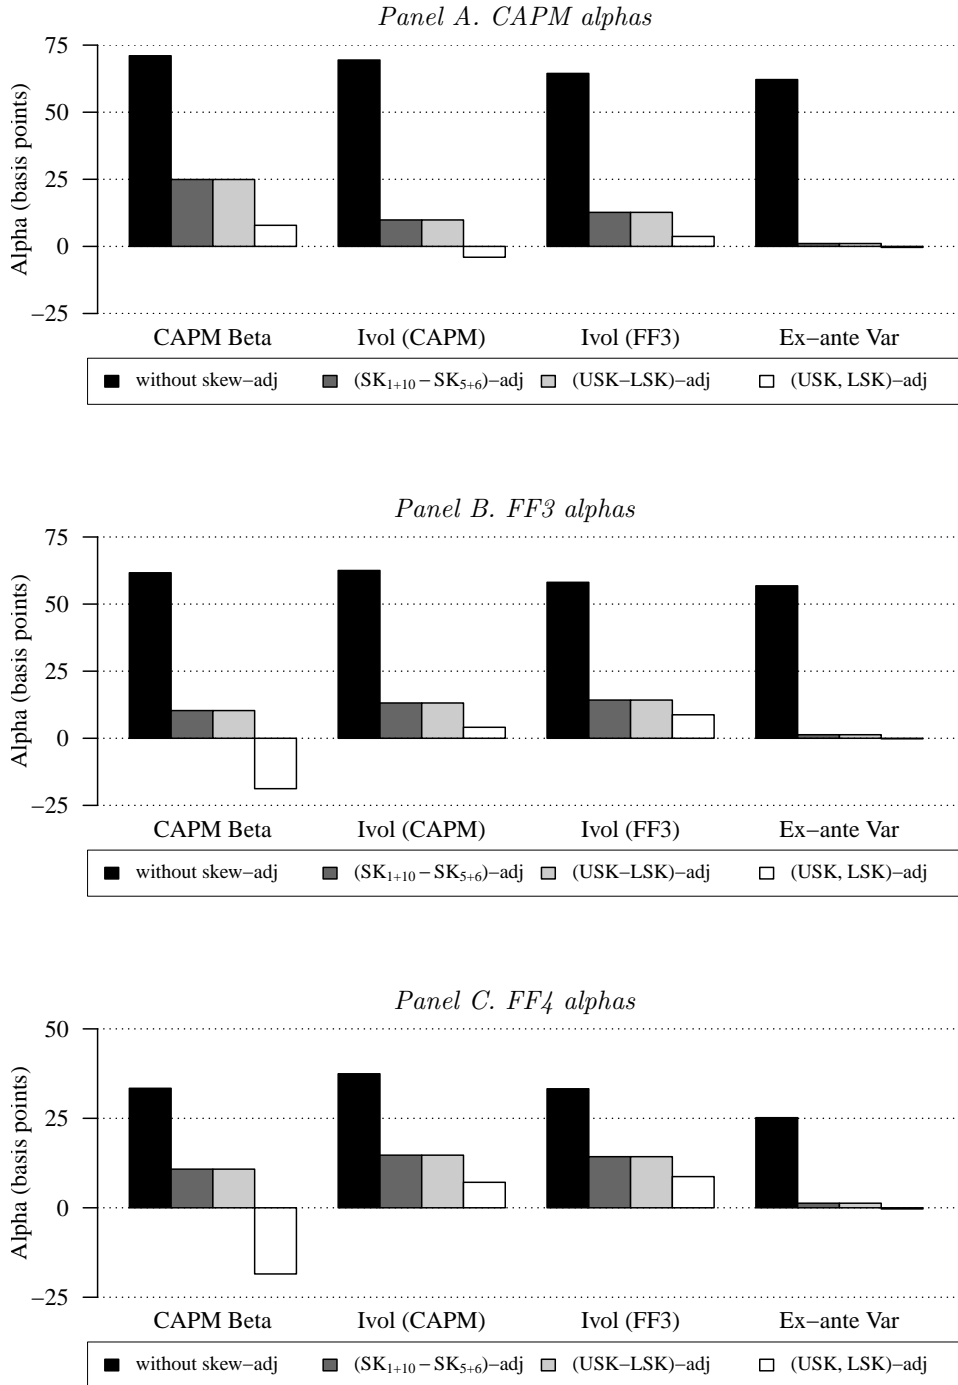 Panel A. CAPM alphas
Alpha (basis points)
75
50
25
0
−25
CAPM Beta Ivol (CAPM) Ivol (FF3) Ex−ante Var
without skew−adj (SK₁₊₁₀ − SK₅₊₆)−adj (USK−LSK)−adj (USK, LSK)−adj
Panel B. FF3 alphas
Alpha (basis points)
75
50
25
0
−25
CAPM Beta Ivol (CAPM) Ivol (FF3) Ex−ante Var
without skew−adj (SK₁₊₁₀ − SK₅₊₆)−adj (USK−LSK)−adj (USK, LSK)−adj
Panel C. FF4 alphas
Alpha (basis points)
50
25
0
−25
CAPM Beta Ivol (CAPM) Ivol (FF3) Ex−ante Var
without skew−adj (SK₁₊₁₀ − SK₅₊₆)−adj (USK−LSK)−adj (USK, LSK)−adj